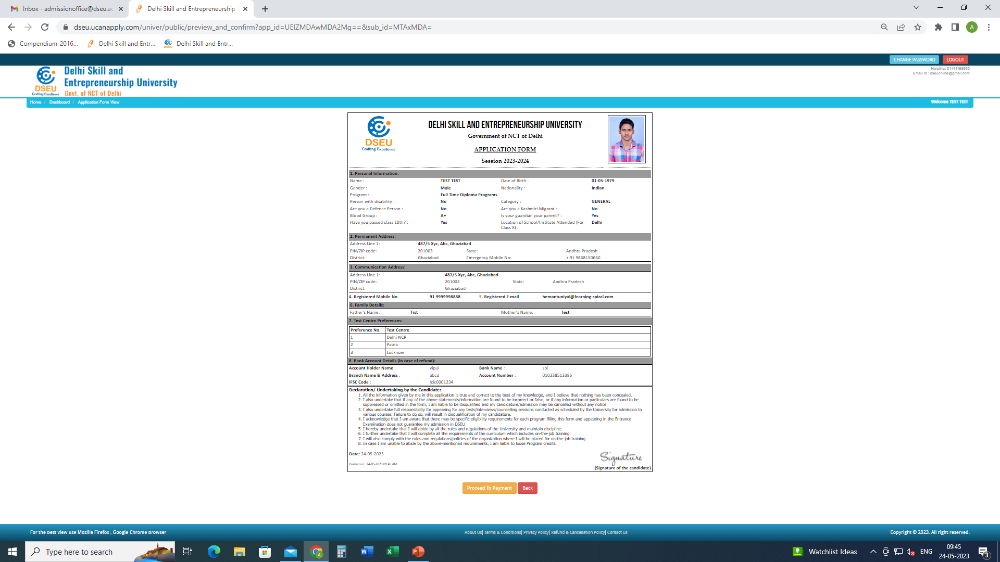 Inbox - admissionoffice@dseu.ac
Delhi Skill and Entrepreneurship
dseu.ucanapply.com/univer/public/preview_and_confirm?app_id=UElZMDAwMDA2Mg==&sub_id=MTAxMDA=
A
Compendium-2016...
Delhi Skill and Entr...
Delhi Skill and Entr...
CHANGE PASSWORD LOGOUT
Helpline: 01141169950
Email Id : dseuonline@gmail.com
DSEU
Crafting Excellence
Delhi Skill and
Entrepreneurship University
Govt. of NCT of Delhi
Home / Dashboard / Application Form View
Welcome TEST TEST
DSEU
Crafting Excellence
DELHI SKILL AND ENTREPRENEURSHIP UNIVERSITY
Government of NCT of Delhi
APPLICATION FORM
Session 2023-2024
1. Personal Information:
Name : TEST TEST Date of Birth : 01-05-1979
Gender : Male Nationality : Indian
Program : Full Time Diploma Programs
Person with disability : No Category : GENERAL
Are you a Defence Person : No Are you a Kashmiri Migrant : No
Blood Group : A+ Is your guardian your parent? : Yes
Have you passed class 10th? : Yes Location of School/Institute Attended (For Delhi
Class X) :
2. Permanent Address:
Address Line 1: 487/5 Xyz, Abc, Ghaziabad
PIN/ZIP code: 201003 State: Andhra Pradesh
District: Ghaziabad Emergency Mobile No: + 91 9868150660
3. Communication Address:
Address Line 1: 487/5 Xyz, Abc, Ghaziabad
PIN/ZIP code: 201003 State: Andhra Pradesh
District: Ghaziabad
4. Registered Mobile No. 91 9999998888 5. Registered E-mail hemantuniyal@learning-spiral.com
6. Family Details:
Father's Name: Trst Mother's Name: Test
7. Test Centre Preferences:
Preference No. Test Centre
1 Delhi NCR
2 Patna
3 Lucknow
8. Bank Account Details (In case of refund):
Account Holder Name : vipul Bank Name : sbi
Branch Name & Address : abcd Account Number : 010238513386
IFSC Code : icic0001234
Declaration/ Undertaking by the Candidate:
1. All the information given by me in this application is true and correct to the best of my knowledge, and I believe that nothing has been concealed.
2. I also undertake that if any of the above statements/information are found to be incorrect or false, or if any information or particulars are found to be
suppressed or omitted in the form, I am liable to be disqualified and my candidature/admission may be cancelled without any notice
3. I also undertake full responsibility for appearing for any tests/interviews/counselling sessions conducted as scheduled by the University for admission to
various courses. Failure to do so, will result in disqualification of my candidature.
4. I acknowledge that I am aware that there may be specific eligibility requirements for each program filling this form and appearing in the Entrance
Examination does not guarantee my admission in DSEU
5. I hereby undertake that I will abide by all the rules and regulations of the University and maintain discipline.
6. I further undertake that I will complete all the requirements of the curriculum which includes on-the-job training.
7. I will also comply with the rules and regulations/policies of the organization where I will be placed for on-the-job training.
8. In case I am unable to abide by the above-mentioned requirements, I am liable to loose Program credits.
Date: 24-05-2023
Signature
Printed on : 24-05-2023 09:45 AM
(Signature of the candidate)
Proceed To Payment Back
For the best view use Mozilla Firefox , Google Chrome browser
About Us| Terms & Conditions| Privacy Policy| Refund & Cancellation Policy| Contact Us
Copyright © 2023. All right reserved.
Type here to search
Watchlist Ideas
ENG
09:45
24-05-2023
3